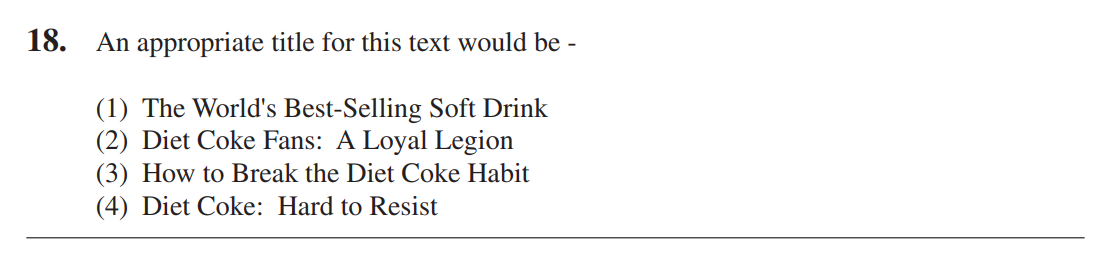 18. An appropriate title for this text would be -
(1) The World's Best-Selling Soft Drink
(2) Diet Coke Fans: A Loyal Legion
(3) How to Break the Diet Coke Habit
(4) Diet Coke: Hard to Resist